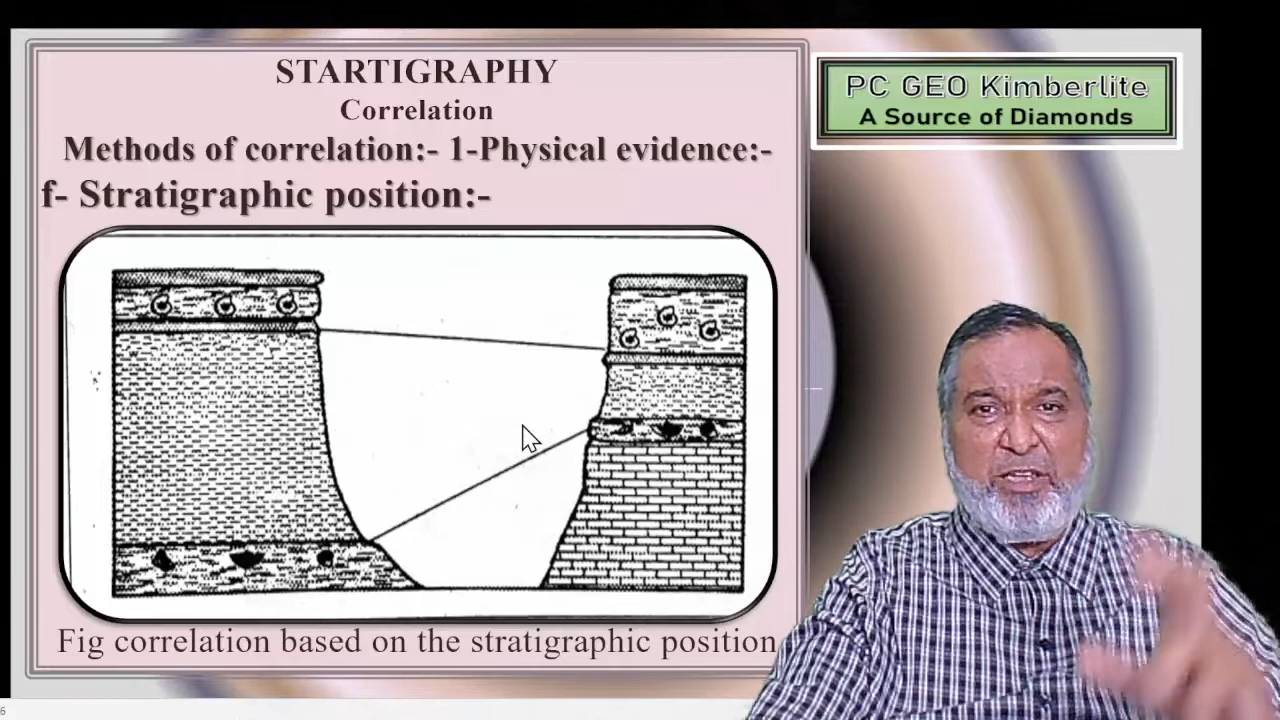 STARTIGRAPHY
Correlation
Methods of correlation:- 1-Physical evidence:-
f- Stratigraphic position:-
Fig correlation based on the stratigraphic position
PC GEO Kimberlite
A Source of Diamonds
6